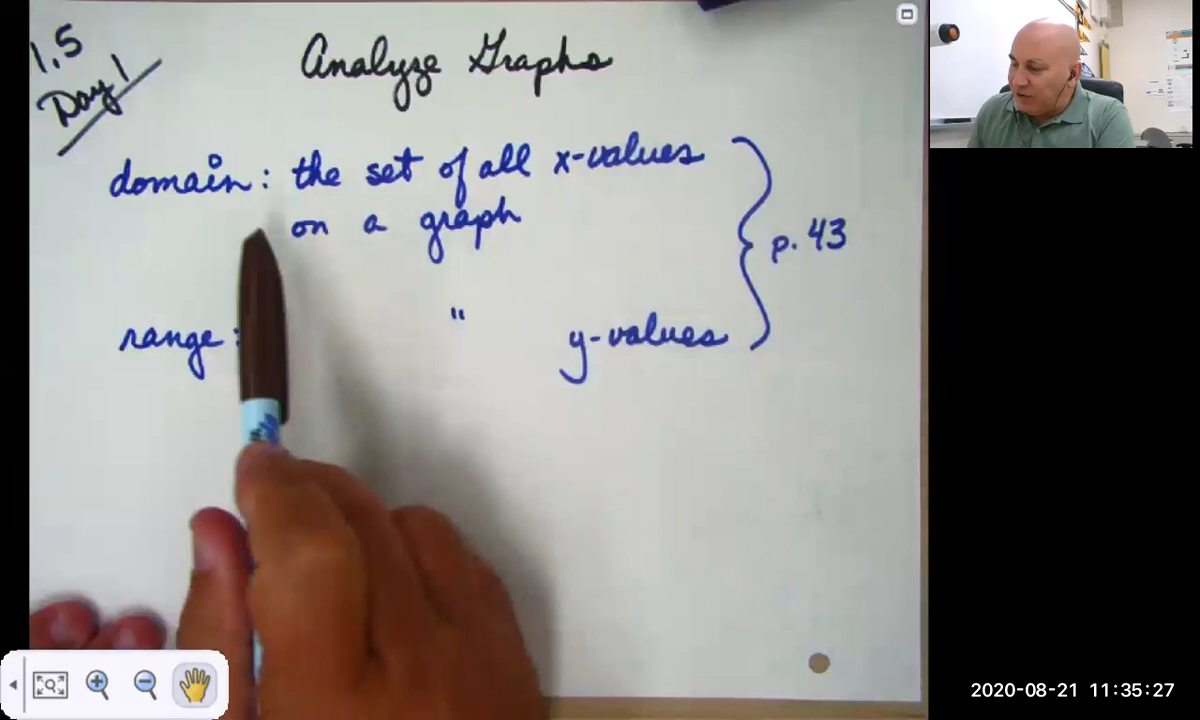 1.5
Day 1
Analyze Graphs
domain: the set of all x-values
on a graph
range: " y-values
p. 43
2020-08-21 11:35:27